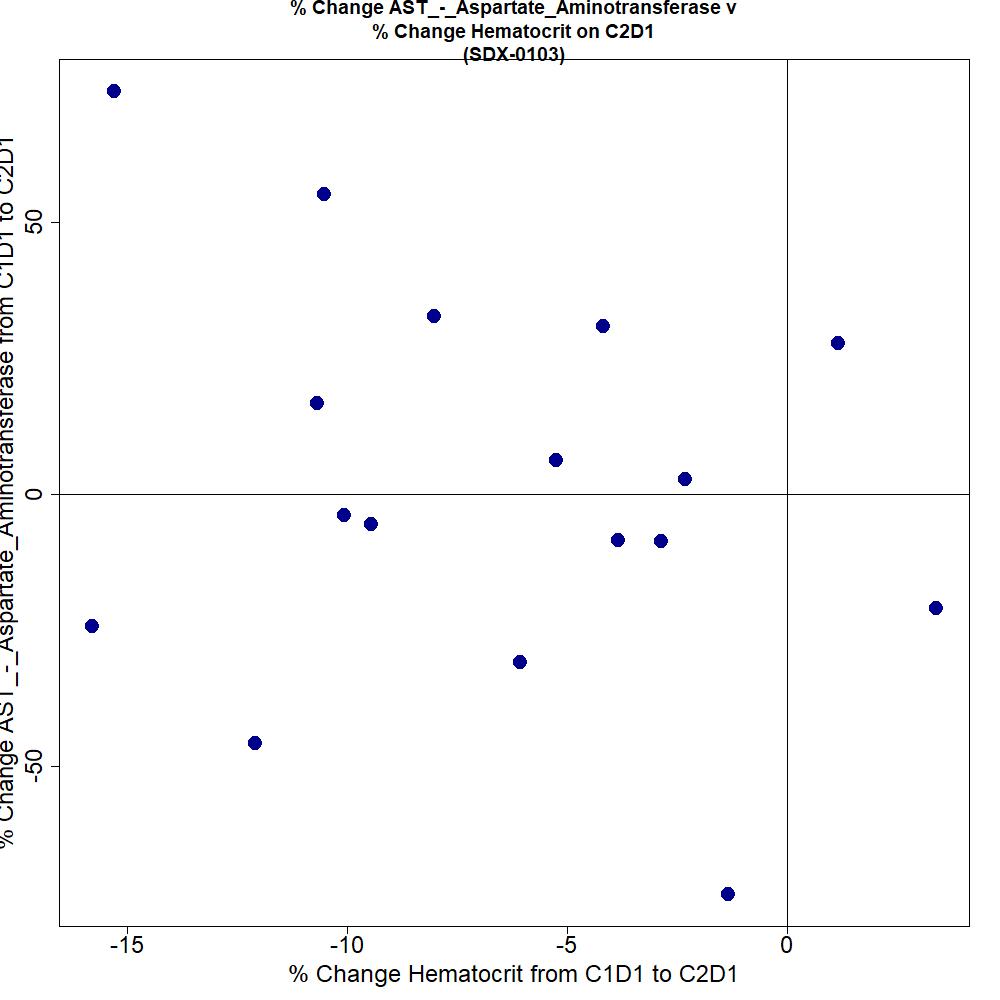 % Change AST_-_Aspartate_Aminotransferase v
% Change Hematocrit on C2D1
(SDX-0103)
% Change AST_-_Aspartate_Aminotransferase from C1D1 to C2D1
50
0
-50
-15
-10
-5
0
% Change Hematocrit from C1D1 to C2D1